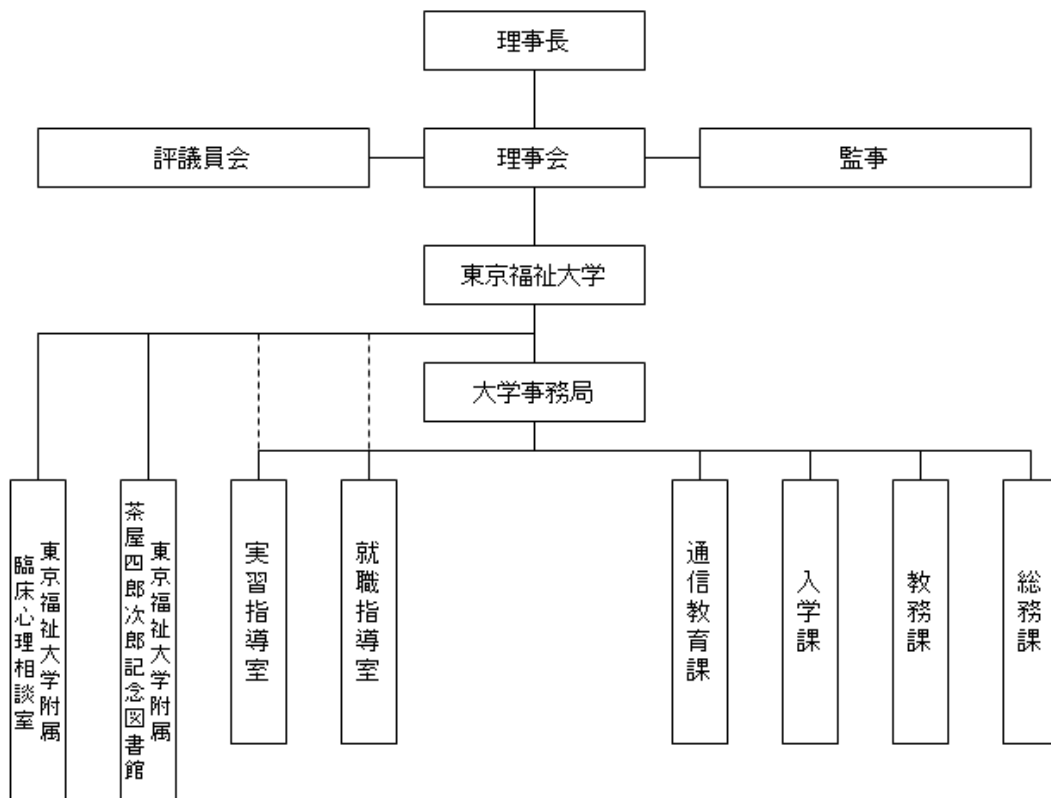 理事長
評議員会
理事会
監事
東京福祉大学
大学事務局
東京福祉大学附属
臨床心理相談室
東京福祉大学附属
茶屋四郎次郎記念図書館
実習指導室
就職指導室
通信教育課
入学課
教務課
総務課